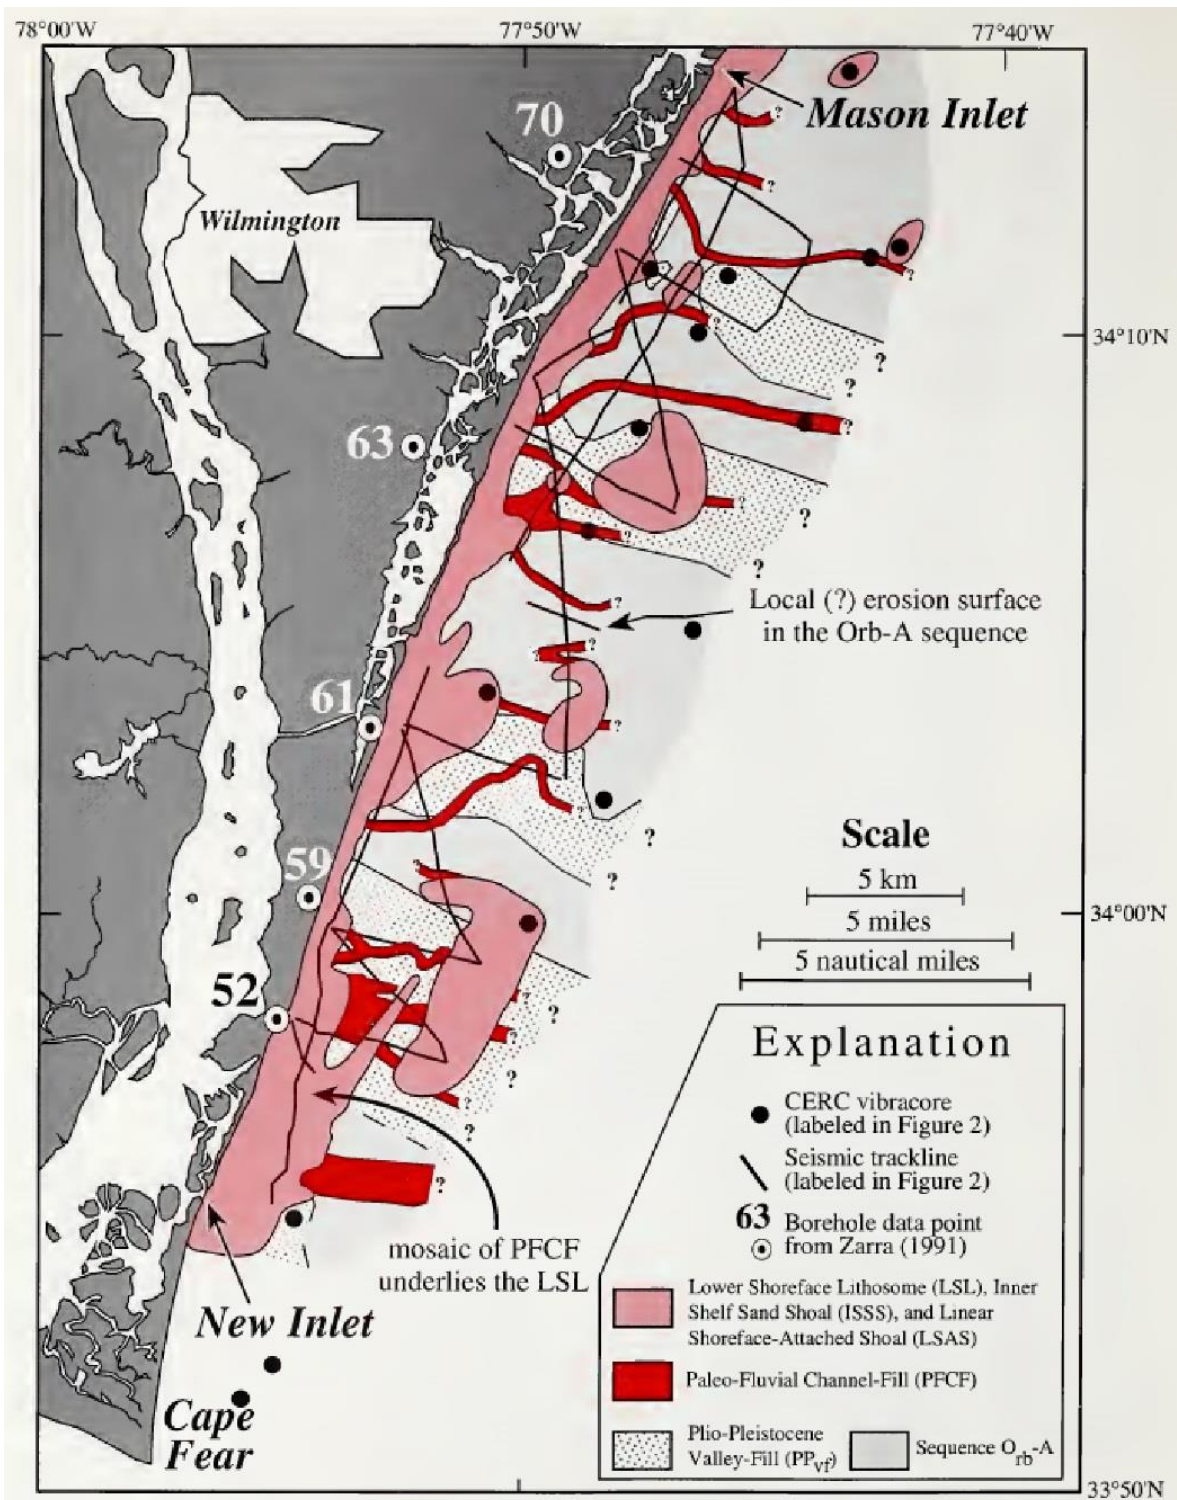 78°00'W
77°50'W
77°40'W
70
Mason Inlet
?
?
Wilmington
?
?
34°10'N
?
?
63
?
?
?
?
?
?
Local (?) erosion surface
in the Orb-A sequence
61
?
?
?
59
?
?
Scale
5 km
5 miles
5 nautical miles
34°00'N
52
?
?
?
?
?
?
?
mosaic of PFCF
underlies the LSL
New Inlet
Cape
Fear
Explanation
CERC vibracore
(labeled in Figure 2)
Seismic trackline
(labeled in Figure 2)
63 Borehole data point
from Zarra (1991)
Lower Shoreface Lithosome (LSL), Inner
Shelf Sand Shoal (ISSS), and Linear
Shoreface-Attached Shoal (LSAS)
Paleo-Fluvial Channel-Fill (PFCF)
Plio-Pleistocene
Valley-Fill (PPvf)
Sequence Orb-A
33°50'N